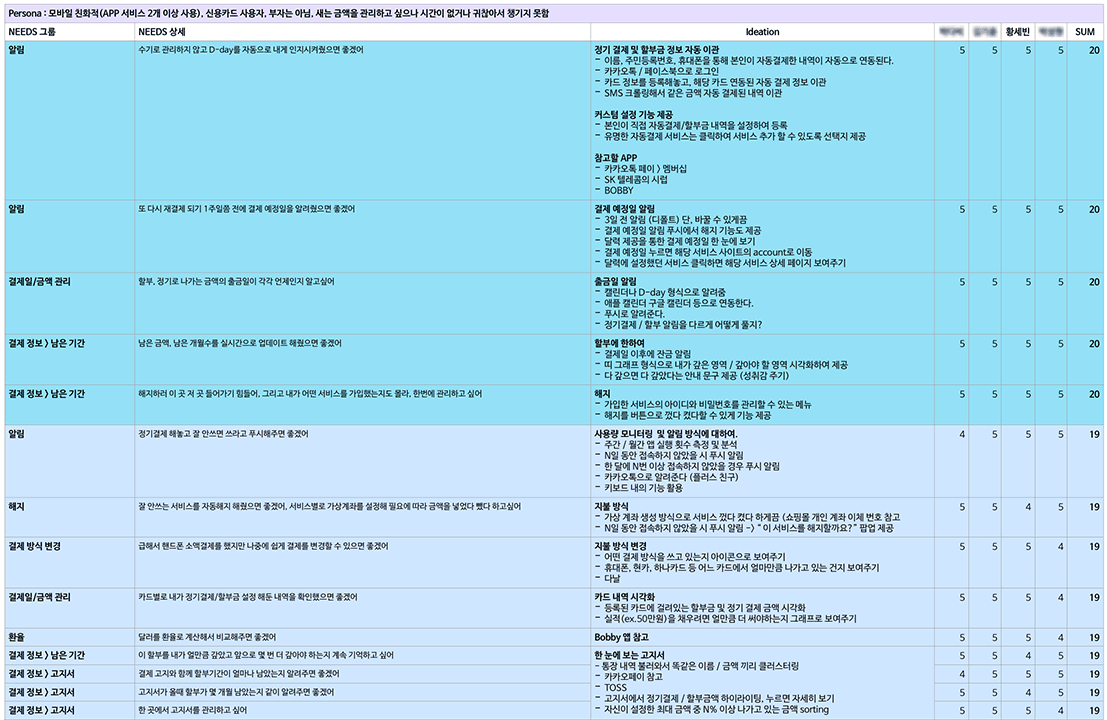 Persona : 모바일 친화적(APP 서비스 2개 이상 사용), 신용카드 사용자, 부자는 아님, 새는 금액을 관리하고 싶으나 시간이 없거나 귀찮아서 챙기지 못함
NEEDS 그룹 NEEDS 상세 Ideation 황세빈 SUM
알림 수기로 관리하지 않고 D-day를 자동으로 내게 인지시켜줬으면 좋겠어 정기 결제 및 할부금 정보 자동 이관 5 5 5 5 20
- 이름, 주민등록번호, 휴대폰을 통해 본인이 자동결제한 내역이 자동으로 연동된다.
- 카카오톡 / 페이스북으로 로그인
- 카드 정보를 등록해놓고, 해당 카드 연동된 자동 결제 정보 이관
- SMS 크롤링해서 같은 금액 자동 결제된 내역 이관
커스텀 설정 기능 제공
- 본인이 직접 자동결제/할부금 내역을 설정하여 등록
- 유명한 자동결제 서비스는 클릭하여 서비스 추가 할 수 있도록 선택지 제공
참고할 APP
- 카카오톡 페이 > 멤버십
- SK 텔레콤의 시럽
- BOBBY
알림 또 다시 재결제 되기 1주일쯤 전에 결제 예정일을 알려줬으면 좋겠어 결제 예정일 알림 5 5 5 5 20
- 3일 전 알림 (디폴트) 단, 바꿀 수 있게끔
- 결제 예정일 알림 푸시에서 해지 기능도 제공
- 달력 제공을 통한 결제 예정일 한 눈에 보기
- 결제 예정일 누르면 해당 서비스 사이트의 account로 이동
- 달력에 설정했던 서비스 클릭하면 해당 서비스 상세 페이지 보여주기
결제일/금액 관리 할부, 정기로 나가는 금액의 출금일이 각각 언제인지 알고싶어 출금일 알림 5 5 5 5 20
- 캘린더나 D-day 형식으로 알려줌
- 애플 캘린더 구글 캘린더 등으로 연동한다.
- 푸시로 알려준다.
- 정기결제 / 할부 알림을 다르게 어떻게 풀지?
결제 정보 > 남은 기간 남은 금액, 남은 개월수를 실시간으로 업데이트 해줬으면 좋겠어 할부에 한하여 5 5 5 5 20
- 결제일 이후에 잔금 알림
- 띠 그래프 형식으로 내가 갚은 영역 / 갚아야 할 영역 시각화하여 제공
- 다 갚으면 다 갚았다는 안내 문구 제공 (성취감 주기)
결제 정보 > 남은 기간 해지하러 이 곳 저 곳 들어가기 힘들어, 그리고 내가 어떤 서비스를 가입했는지도 몰라, 한번에 관리하고 싶어 해지 5 5 5 5 20
- 가입한 서비스의 아이디와 비밀번호를 관리할 수 있는 메뉴
- 해지를 버튼으로 껐다 켰다할 수 있게 기능 제공
알림 정기결제 해놓고 잘 안쓰면 쓰라고 푸시해주면 좋겠어 사용량 모니터링 및 알림 방식에 대하여. 4 5 5 5 19
- 주간 / 월간 앱 실행 횟수 측정 및 분석
- N일 동안 접속하지 않았을 시 푸시 알림
- 한 달에 N번 이상 접속하지 않았을 경우 푸시 알림
- 카카오톡으로 알려준다 (플러스 친구)
- 키보드 내의 기능 활용
해지 잘 안쓰는 서비스를 자동해지 해줬으면 좋겠어, 서비스별로 가상계좌를 설정해 필요에 따라 금액을 넣었다 뺐다 하고싶어 지불 방식 5 5 4 5 19
- 가상 계좌 생성 방식으로 서비스 껐다 켰다 하게끔 (쇼핑몰 개인 계좌 이체 번호 참고
- N일 동안 접속하지 않았을 시 푸시 알림 -> “ 이 서비스를 해지할까요? ” 팝업 제공
결제 방식 변경 급해서 핸드폰 소액결제를 했지만 나중에 쉽게 결제를 변경할 수 있으면 좋겠어 지불 방식 변경 5 5 5 4 19
- 어떤 결제 방식을 쓰고 있는지 아이콘으로 보여주기
- 휴대폰, 현카, 하나카드 등 어느 카드에서 얼마만큼 나가고 있는 건지 보여주기
- 다날
결제일/금액 관리 카드별로 내가 정기결제/할부금 설정 해둔 내역을 확인했으면 좋겠어 카드 내역 시각화 5 5 5 4 19
- 등록된 카드에 걸려있는 할부금 및 정기 결제 금액 시각화
- 실적(ex.50만원)을 채우려면 얼만큼 더 써야하는지 그래프로 보여주기
환율 달러를 환율로 계산해서 비교해주면 좋겠어 Bobby 앱 참고 5 5 5 4 19
결제 정보 > 남은 기간 이 할부를 내가 얼만큼 갚았고 앞으로 몇 번 더 갚아야 하는지 계속 기억하고 싶어 한 눈에 보는 고지서 5 5 4 5 19
- 통장 내역 불러와서 똑같은 이름 / 금액 끼리 클러스터링
결제 정보 > 고지서 결제 고지와 함께 할부기간이 얼마나 남았는지 알려주면 좋겠어 - 카카오페이 참고 4 5 5 5 19
- TOSS
결제 정보 > 고지서 고지서가 올때 할부가 몇 개월 남았는지 같이 알려주면 좋겠어 5 5 4 5 19
- 고지서에서 정기결제 / 할부금액 하이라이팅, 누르면 자세히 보기
결제 정보 > 고지서 한 곳에서 고지서를 관리하고 싶어 - 자신이 설정한 최대 금액 중 N% 이상 나가고 있는 금액 sorting 5 5 5 4 19